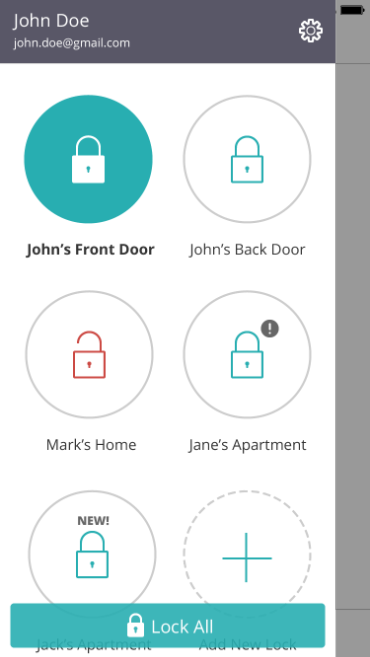 John Doe
john.doe@gmail.com
John’s Front Door
John’s Back Door
Mark’s Home
Jane’s Apartment
NEW!
Lock All
Jack’s Apartment
Add New Lock